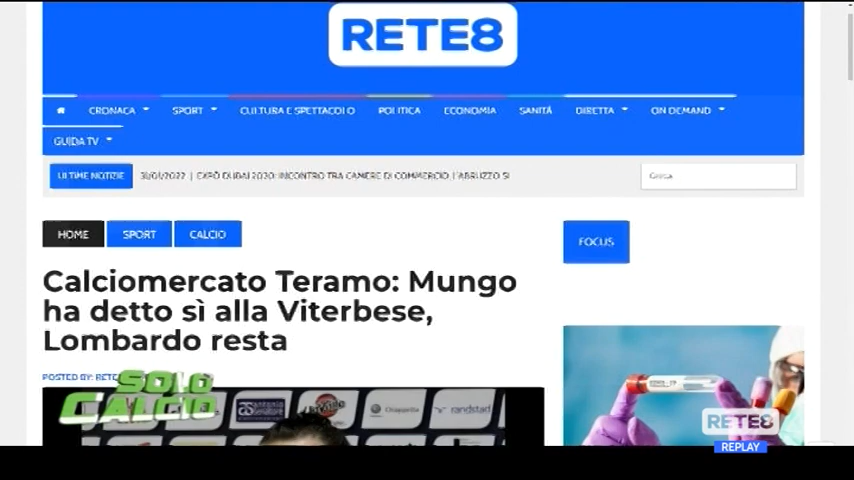 RETE8
CRONACA
SPORT
CULTURA E SPETTACOLO
POLITICA
ECONOMIA
SANITÀ
DIRETTA
ON DEMAND
GUIDA TV
ULTIME NOTIZIE
31/01/2022 | EXPO DUBAI 2020: INCONTRO TRA CAMERE DI COMMERCIO, L'ABRUZZO SI
Cerca
HOME
SPORT
CALCIO
FOCUS
Calciomercato Teramo: Mungo
ha detto sì alla Viterbese,
Lombardo resta
POSTED BY: RETE
SOLO
CALCIO
randstad
RETE8
REPLAY